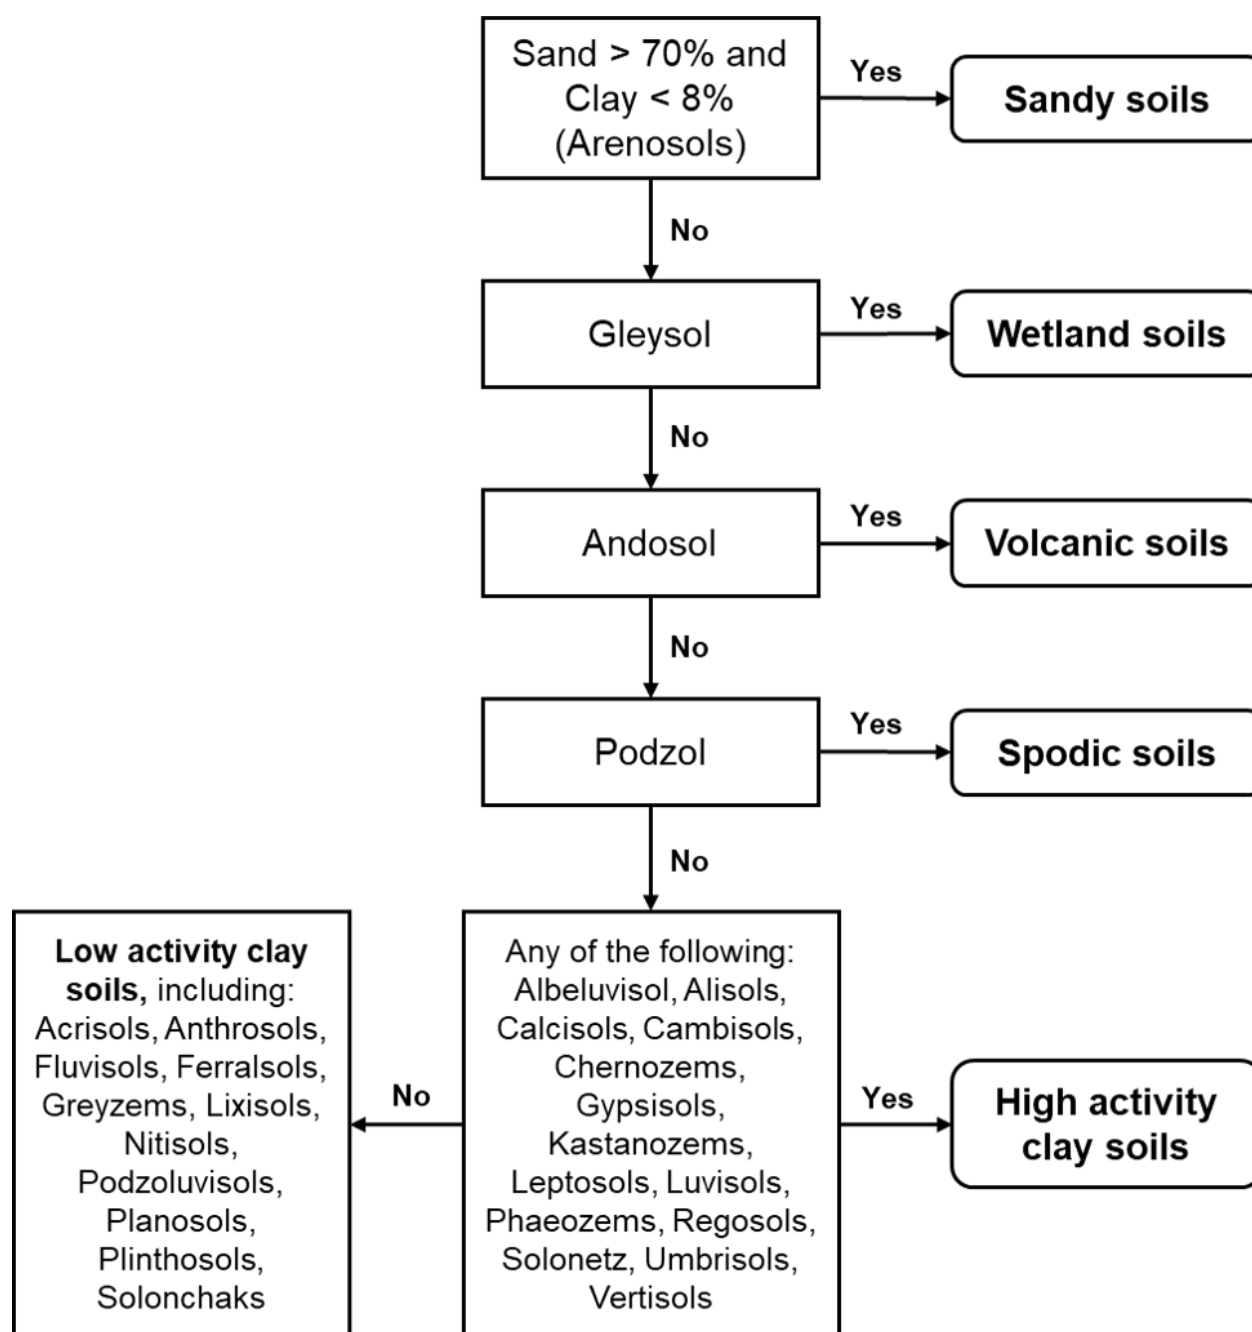 Sand > 70% and
Clay < 8%
(Arenosols)
Yes
Sandy soils
No
Gleysol
Yes
Wetland soils
No
Andosol
Yes
Volcanic soils
No
Podzol
Yes
Spodic soils
No
Low activity clay
soils, including:
Acrisols, Anthrosols,
Fluvisols, Ferralsols,
Greyzems, Lixisols,
Nitisols,
Podzoluvisols,
Planosols,
Plinthosols,
Solonchaks
No
Any of the following:
Albeluvisol, Alisols,
Calcisols, Cambisols,
Chernozems,
Gypsisols,
Kastanozems,
Leptosols, Luvisols,
Phaeozems, Regosols,
Solonetz, Umbrisols,
Vertisols
Yes
High activity
clay soils